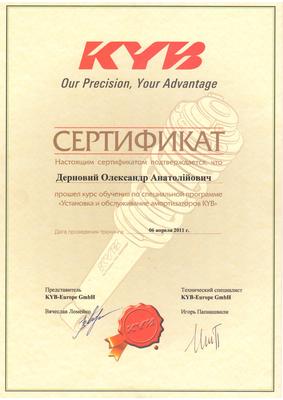 KYB
Our Precision, Your Advantage
СЕРТИФИКАТ
Настоящим сертификатом подтверждается, что
Дерновий Олександр Анатолійович
прошел курс обучения по специальной программе
«Установка и обслуживание амортизаторов KYB»
Дата проведения тренинга: 06 апреля 2011 г.
Представитель
KYB-Europe GmbH
Вячеслав Ломейко
Технический специалист
KYB-Europe GmbH
Игорь Папиашвили
KYB